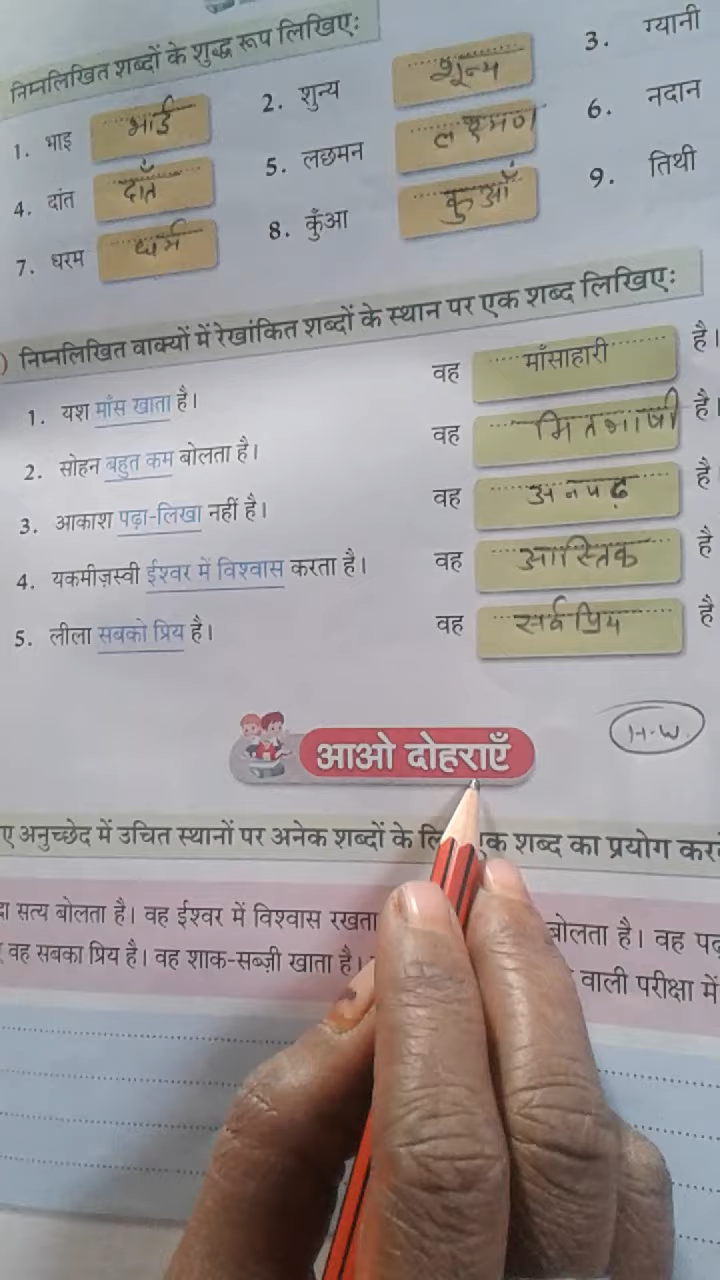 निम्नलिखित शब्दों के शुद्ध रूप लिखिए:
1. भाइ भाई 2. शुन्य शून्य 3. ग्यानी
4. दांत दाँत 5. लछमन लक्ष्मण 6. नदान
7. धरम धर्म 8. कुँआ कुआँ 9. तिथी
) निम्नलिखित वाक्यों में रेखांकित शब्दों के स्थान पर एक शब्द लिखिए:
1. यश माँस खाता है। वह माँसाहारी है।
2. सोहन बहुत कम बोलता है। वह मितभाषी है।
3. आकाश पढ़ा-लिखा नहीं है। वह अनपढ़ है
4. यकमीज़स्वी ईश्वर में विश्वास करता है। वह आस्तिक है
5. लीला सबको प्रिय है। वह सर्वप्रिय है
H.W.
आओ दोहराएँ
ए अनुच्छेद में उचित स्थानों पर अनेक शब्दों के शब्द का प्रयोग
सत्य बोलता है। वह ईश्वर में विश्वास रखता बोलता है। वह
वह सबका प्रिय है। वह शाक-सब्ज़ी खाता है। वाली परीक्षा में